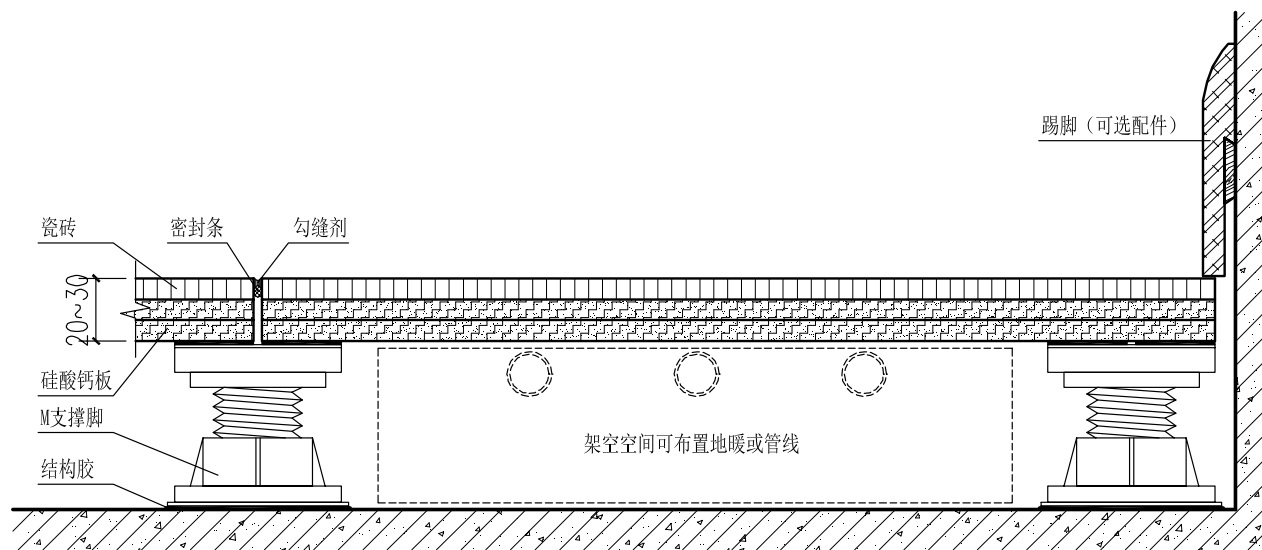 踢脚（可选配件）
瓷砖
密封条
勾缝剂
20~30
硅酸钙板
M支撑脚
架空空间可布置地暖或管线
结构胶